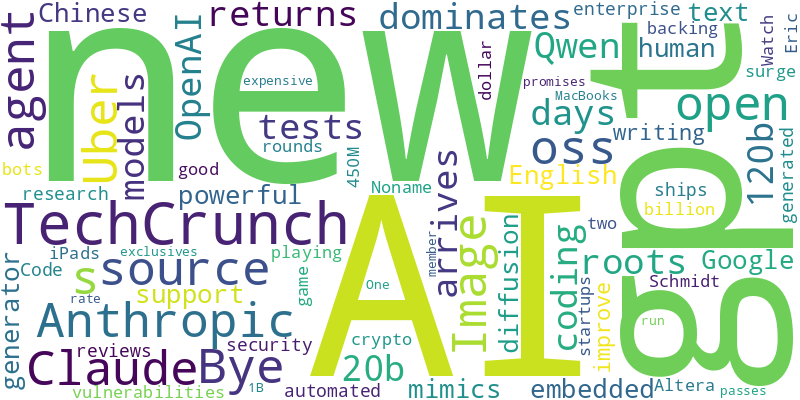 Chinese
returns
dominates
enterprise
text
backing
Watch
Eric
agent
new
OpenAI
Qwen
human
surge
Uber
models
expensive
dollar
promises
MacBooks
gpt
open
tests
days
rounds
oss
writing
120b
generated
bots
good
450M
Noname
English
ships
billion
research
powerful
TechCrunch
AI
arrives
Image
diffusion
coding
two
iPads
exclusives
playing
member
roots
Google
Code
s
source
One
Schmidt
generator
support
game
startups
improve
rate
Anthropic
crypto
run
reviews
security
Claude
Bye
20b
vulnerabilities
1B
automated
mimics
embedded
Altera
passes